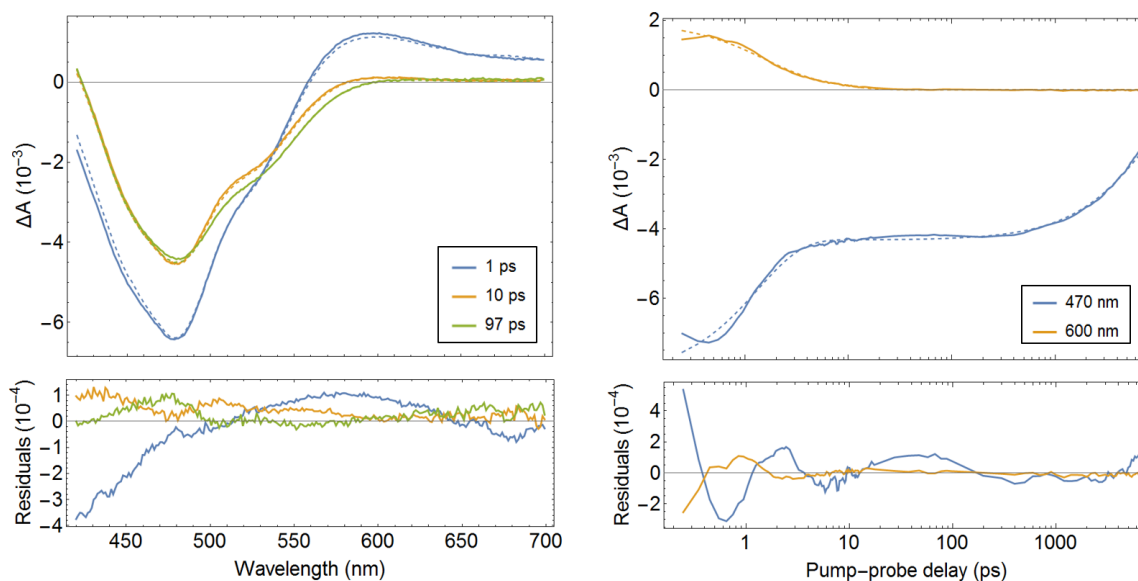 ΔA (10⁻³)
0
−2
−4
−6
1 ps
10 ps
97 ps
Residuals (10⁻⁴)
1
0
−1
−2
−3
−4
450
500
550
600
650
700
Wavelength (nm)
ΔA (10⁻³)
2
0
−2
−4
−6
470 nm
600 nm
Residuals (10⁻⁴)
4
2
0
−2
1
10
100
1000
Pump−probe delay (ps)